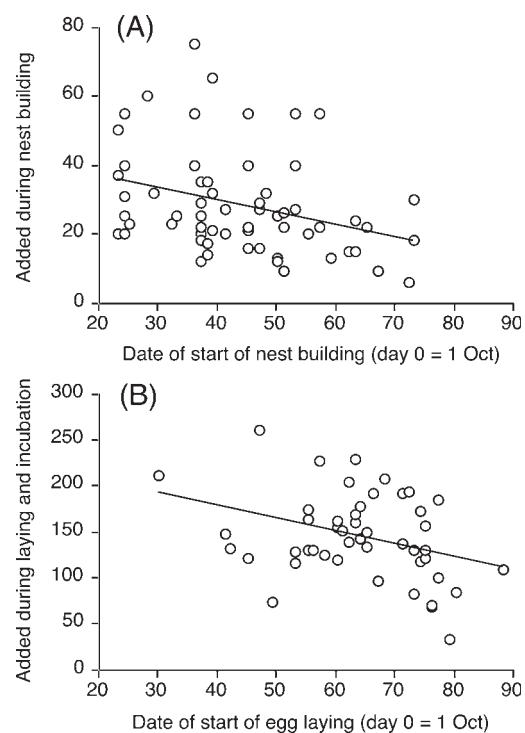 (A)
Added during nest building
80
60
40
20
0
20 30 40 50 60 70 80 90
Date of start of nest building (day 0 = 1 Oct)
(B)
Added during laying and incubation
300
250
200
150
100
50
0
20 30 40 50 60 70 80 90
Date of start of egg laying (day 0 = 1 Oct)